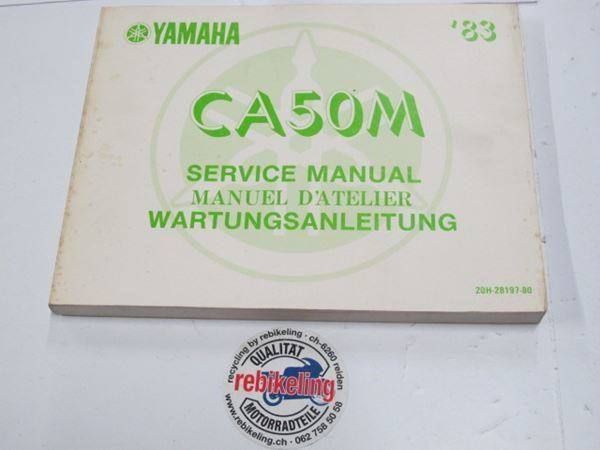 YAMAHA '83
CA50M
SERVICE MANUAL
MANUEL D'ATELIER
WARTUNGSANLEITUNG
20H-28197-80
recycling by rebikeling - ch-6260 reiden
QUALITÄT
rebikeling
MOTORRADTEILE
www.rebikeling.ch - 062 758 50 58